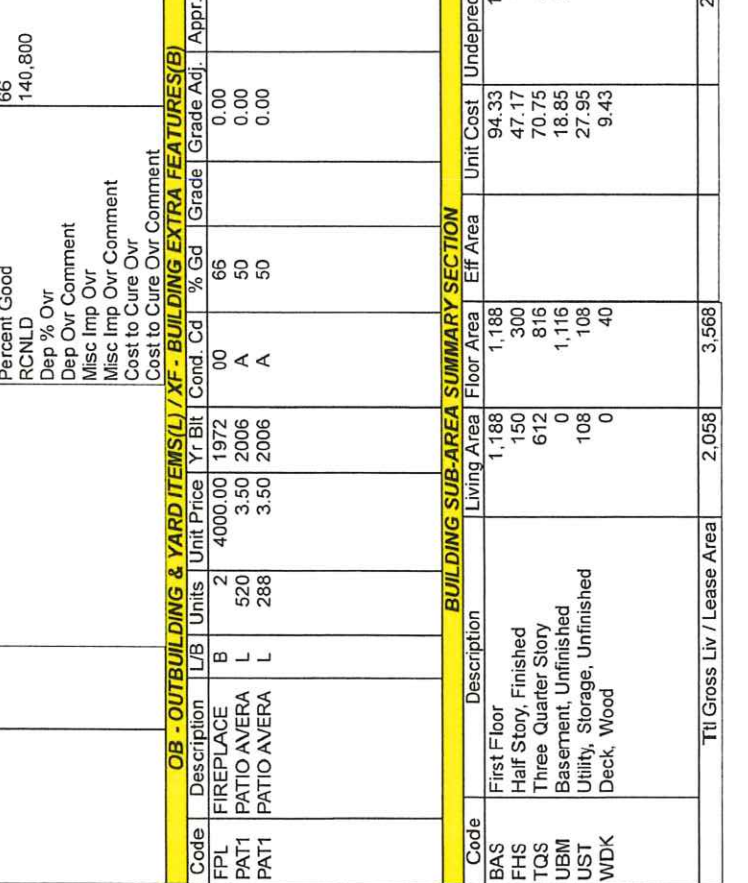 Percent Good 66
RCNLD 140,800
Dep % Ovr
Dep Ovr Comment
Misc Imp Ovr
Misc Imp Ovr Comment
Cost to Cure Ovr
Cost to Cure Ovr Comment
OB - OUTBUILDING & YARD ITEMS(L) / XF - BUILDING EXTRA FEATURES(B)
Code Description L/B Units Unit Price Yr Blt Cond. Cd % Gd Grade Grade Adj. Appr.
FPL FIREPLACE B 2 4000.00 1972 00 66 0.00
PAT1 PATIO AVERA L 520 3.50 2006 A 50 0.00
PAT1 PATIO AVERA L 288 3.50 2006 A 50 0.00
BUILDING SUB-AREA SUMMARY SECTION
Code Description Living Area Floor Area Eff Area Unit Cost Undeprec
BAS First Floor 1,188 1,188 94.33
FHS Half Story, Finished 150 300 47.17
TQS Three Quarter Story 612 816 70.75
UBM Basement, Unfinished 0 1,116 18.85
UST Utility, Storage, Unfinished 108 108 27.95
WDK Deck, Wood 0 40 9.43
Ttl Gross Liv / Lease Area 2,058 3,568